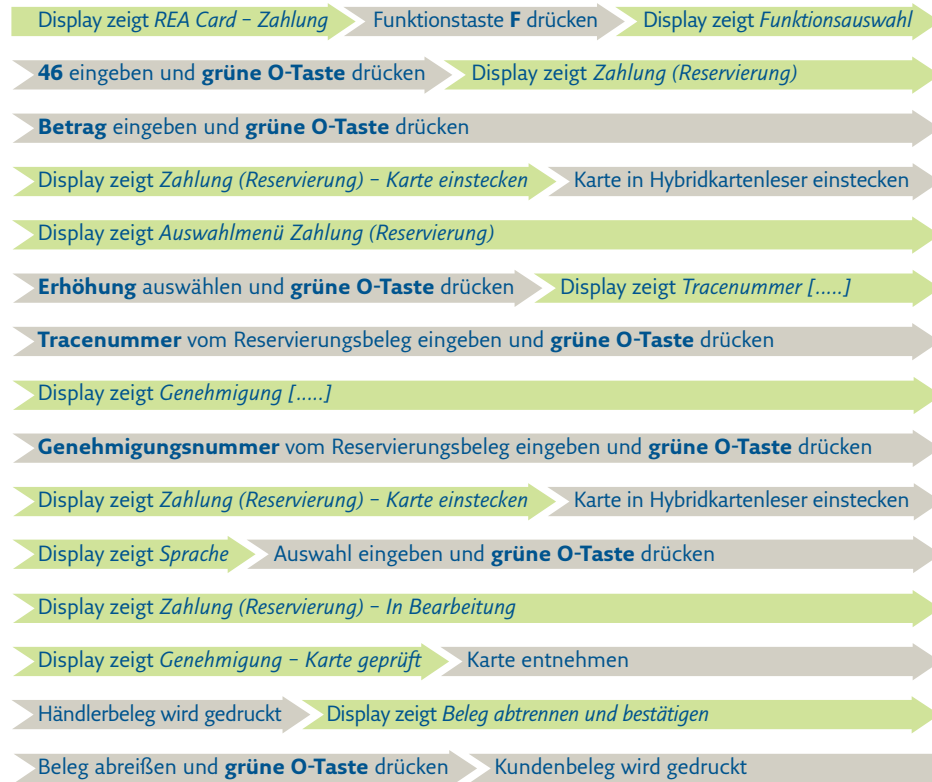 Display zeigt REA Card – Zahlung Funktionstaste F drücken Display zeigt Funktionsauswahl
46 eingeben und grüne O-Taste drücken Display zeigt Zahlung (Reservierung)
Betrag eingeben und grüne O-Taste drücken
Display zeigt Zahlung (Reservierung) – Karte einstecken Karte in Hybridkartenleser einstecken
Display zeigt Auswahlmenü Zahlung (Reservierung)
Erhöhung auswählen und grüne O-Taste drücken Display zeigt Tracenummer [.....]
Tracenummer vom Reservierungsbeleg eingeben und grüne O-Taste drücken
Display zeigt Genehmigung [.....]
Genehmigungsnummer vom Reservierungsbeleg eingeben und grüne O-Taste drücken
Display zeigt Zahlung (Reservierung) – Karte einstecken Karte in Hybridkartenleser einstecken
Display zeigt Sprache Auswahl eingeben und grüne O-Taste drücken
Display zeigt Zahlung (Reservierung) – In Bearbeitung
Display zeigt Genehmigung – Karte geprüft Karte entnehmen
Händlerbeleg wird gedruckt Display zeigt Beleg abtrennen und bestätigen
Beleg abreißen und grüne O-Taste drücken Kundenbeleg wird gedruckt